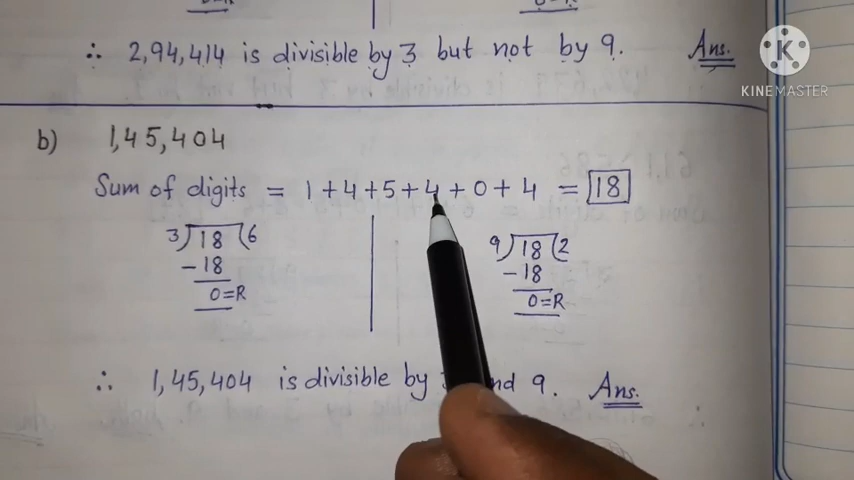 ∴ 2,94,414 is divisible by 3 but not by 9. Ans.
KINEMASTER
b) 1,45,404
Sum of digits = 1 + 4 + 5 + 4 + 0 + 4 = 18
3) 18 (6
- 18
0 = R
9) 18 (2
- 18
0 = R
∴ 1,45,404 is divisible by and 9. Ans.